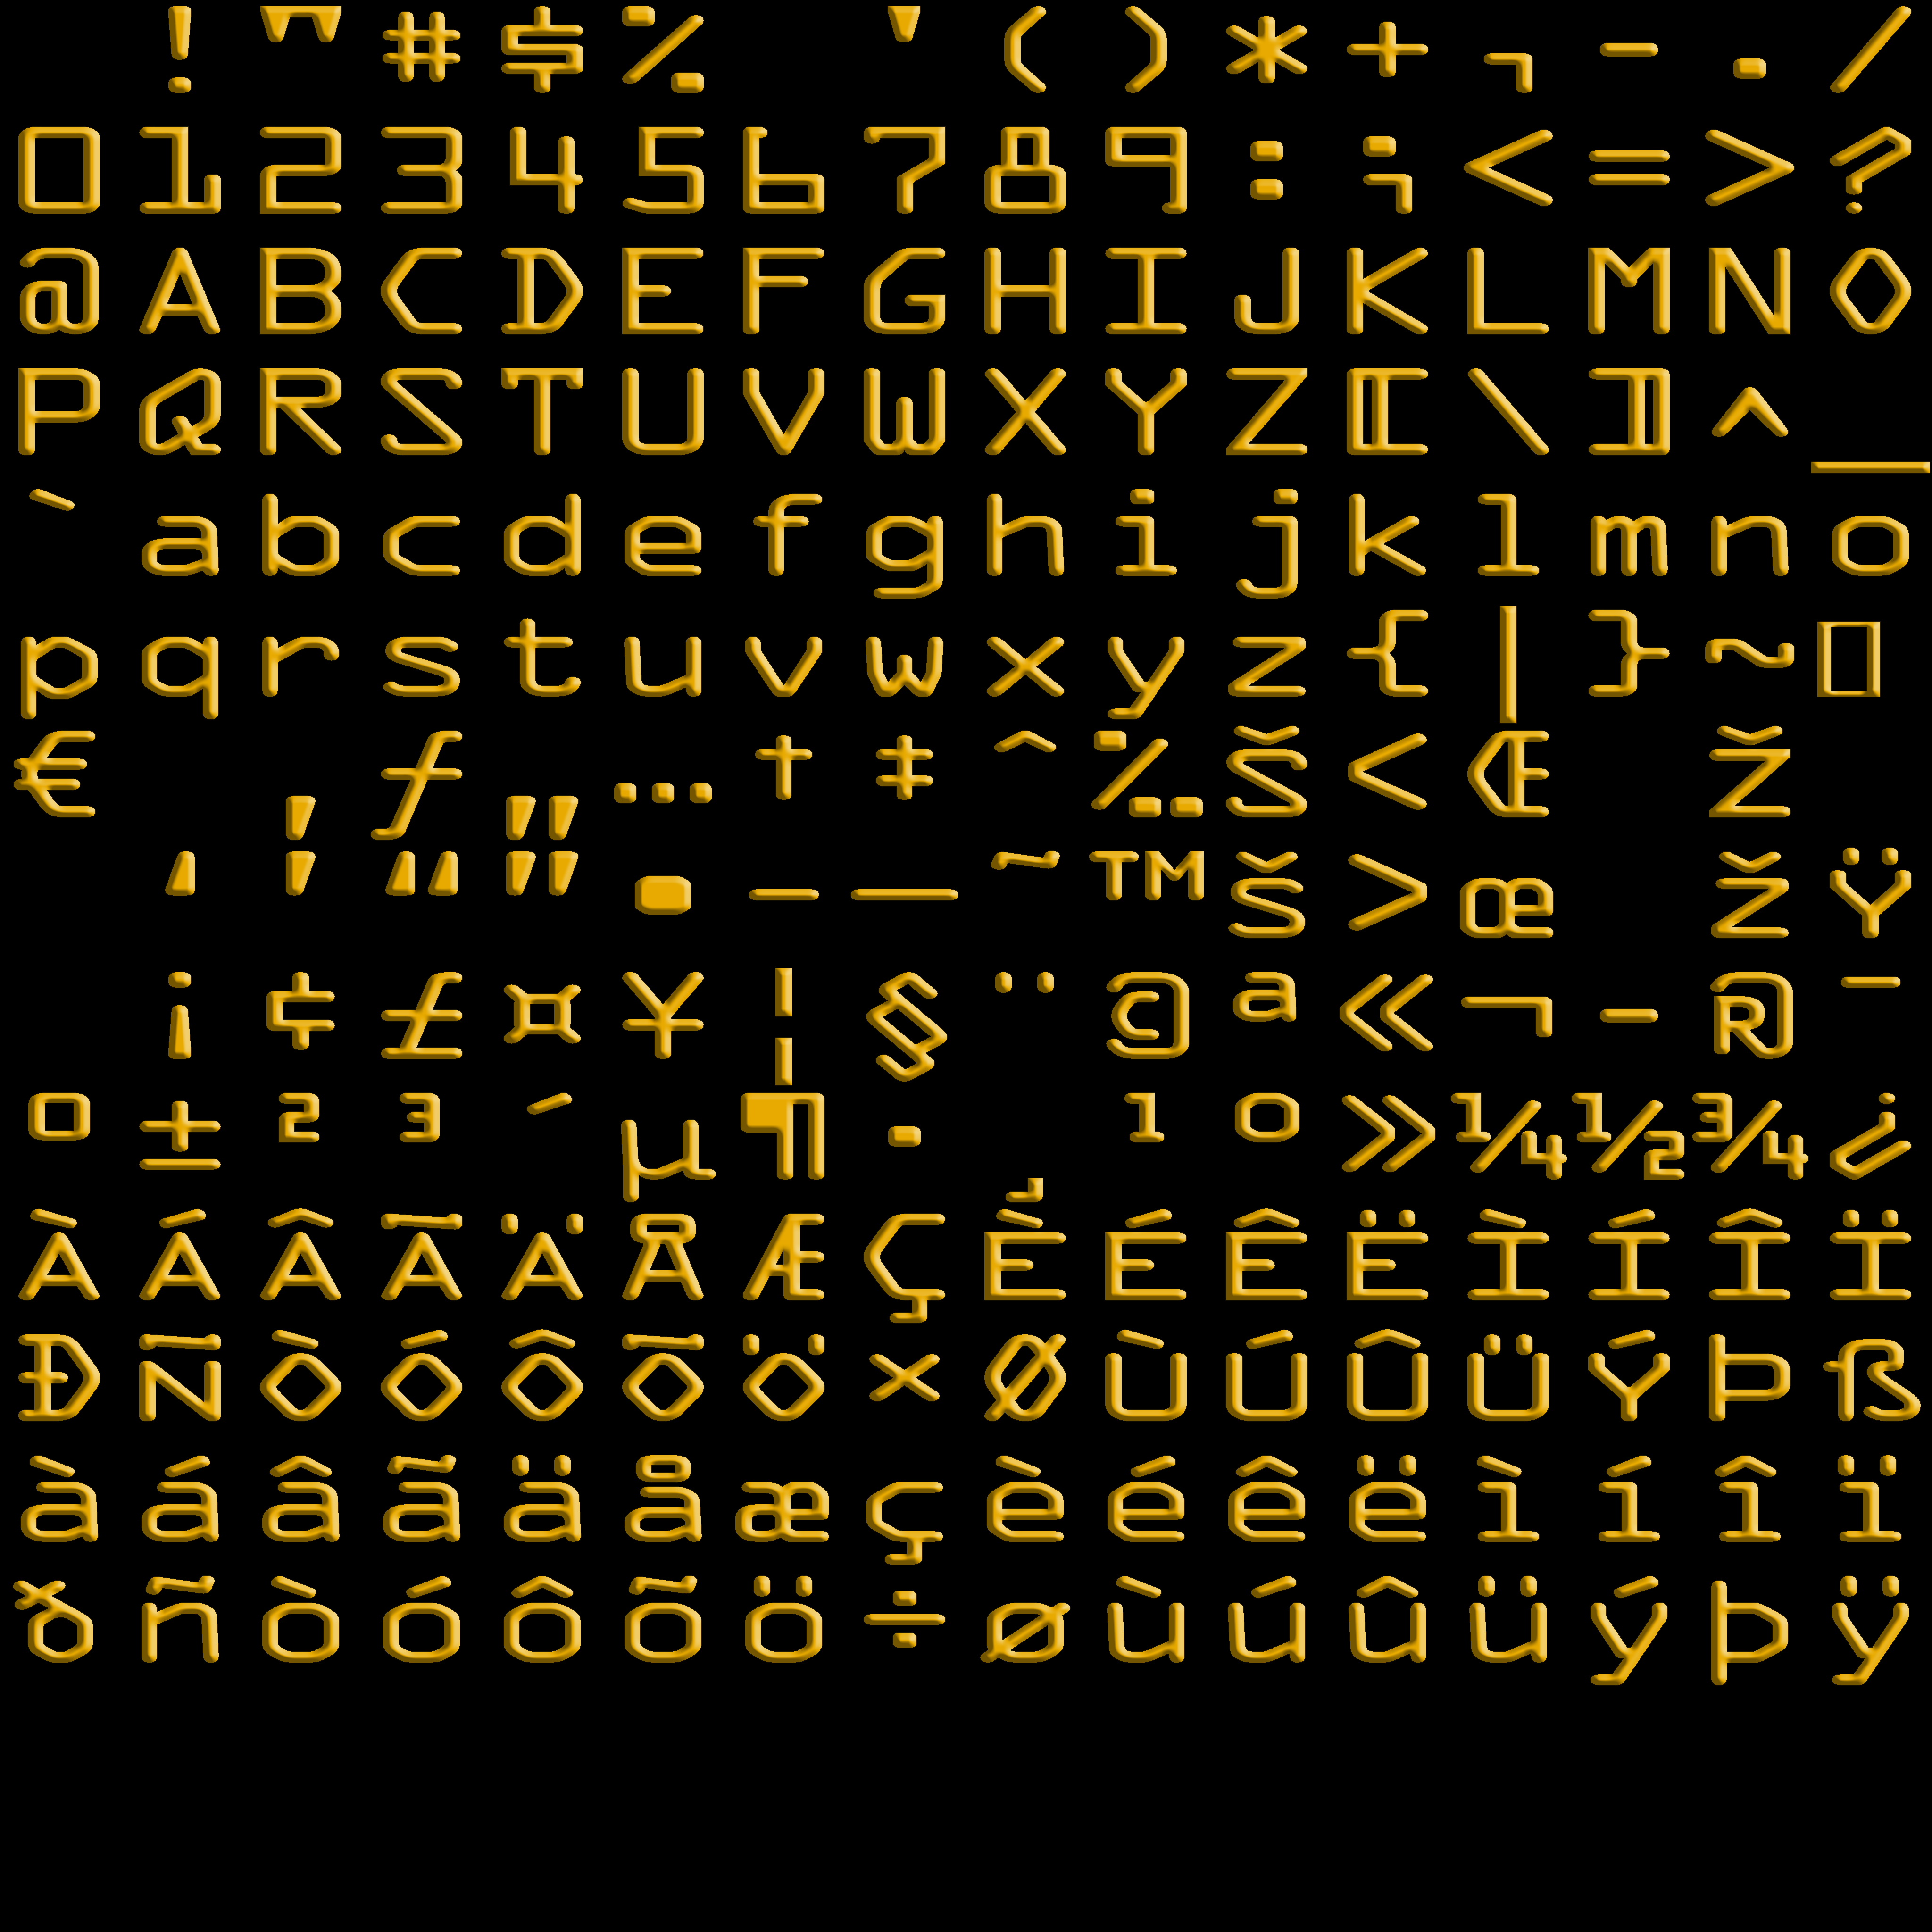 ! " # $ % ' ( ) * + , - . /
0 1 2 3 4 5 6 7 8 9 : ; < = > ?
@ A B C D E F G H I J K L M N O
P Q R S T U V W X Y Z [ \ ] ^ _
` a b c d e f g h i j k l m n o
p q r s t u v w x y z { | } ~ ▯
€ ‚ ƒ „ … † ‡ ˆ ‰ Š ‹ Œ Ž
‘ ’ “ ” • – — ˜ ™ š › œ ž Ÿ
¡ ¢ £ ¤ ¥ ¦ § ¨ © ª « ¬ - ® ¯
° ± ² ³ ´ µ ¶ · ¸ ¹ º » ¼ ½ ¾ ¿
À Á Â Ã Ä Å Æ Ç È É Ê Ë Ì Í Î Ï
Ð Ñ Ò Ó Ô Õ Ö × Ø Ù Ú Û Ü Ý Þ ß
à á â ã ä å æ ç è é ê ë ì í î ï
ð ñ ò ó ô õ ö ÷ ø ù ú û ü ý þ ÿ